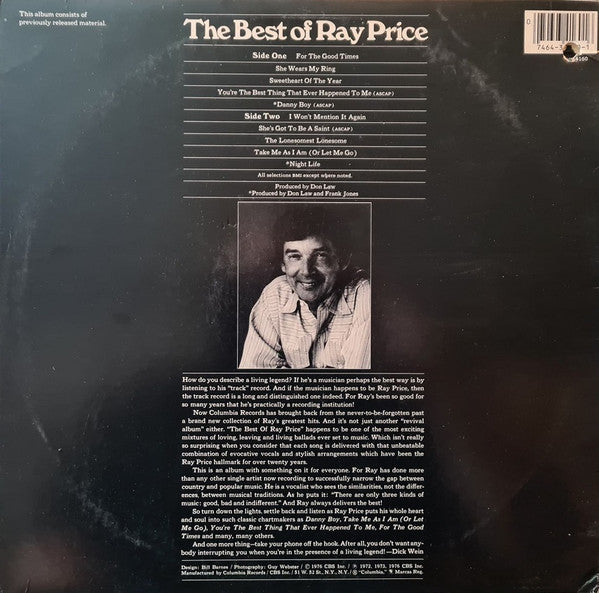 This album consists of
previously released material.
The Best of Ray Price
0
7464-3
0-1
34160
Side One For The Good Times
She Wears My Ring
Sweetheart Of The Year
You're The Best Thing That Ever Happened To Me (ASCAP)
*Danny Boy (ASCAP)
Side Two I Won't Mention It Again
She's Got To Be A Saint (ASCAP)
The Lonesomest Lonesome
Take Me As I Am (Or Let Me Go)
*Night Life
All selections BMI except where noted.
Produced by Don Law
*Produced by Don Law and Frank Jones
How do you describe a living legend? If he's a musician perhaps the best way is by
listening to his "track" record. And if the musician happens to be Ray Price, then
the track record is a long and distinguished one indeed. For Ray's been so good for
so many years that he's practically a recording institution!
Now Columbia Records has brought back from the never-to-be-forgotten past
a brand new collection of Ray's greatest hits. And it's not just another "revival
album" either. "The Best Of Ray Price" happens to be one of the most exciting
mixtures of loving, leaving and living ballads ever set to music. Which isn't really
so surprising when you consider that each song is delivered with that unbeatable
combination of evocative vocals and stylish arrangements which have been the
Ray Price hallmark for over twenty years.
This is an album with something on it for everyone. For Ray has done more
than any other single artist now recording to successfully narrow the gap between
country and popular music. He is a vocalist who sees the similarities, not the differ-
ences, between musical traditions. As he puts it: "There are only three kinds of
music: good, bad and indifferent." And Ray always delivers the best!
So turn down the lights, settle back and listen as Ray Price puts his whole heart
and soul into such classic chartmakers as Danny Boy, Take Me As I Am (Or Let
Me Go), You're The Best Thing That Ever Happened To Me, For The Good
Times and many, many others.
And one more thing—take your phone off the hook. After all, you don't want any-
body interrupting you when you're in the presence of a living legend!—Dick Wein
Design: Bill Barnes / Photography: Guy Webster / © 1976 CBS Inc. / ℗ 1972, 1973, 1976 CBS Inc.
Manufactured by Columbia Records / CBS Inc. / 51 W. 52 St., N.Y., N.Y. / ® "Columbia," Marcas Reg.